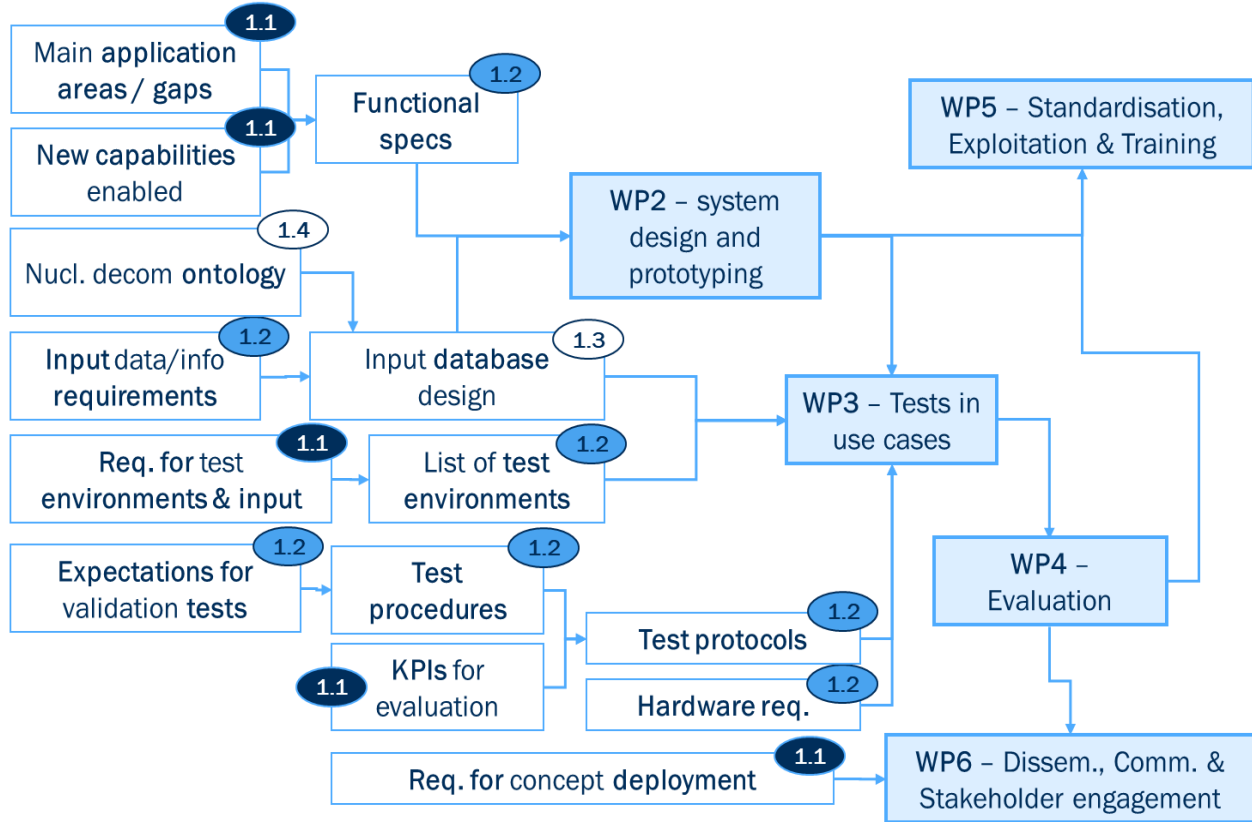 1.1
Main application
areas / gaps
1.2
Functional
specs
1.1
New capabilities
enabled
WP5 – Standardisation,
Exploitation & Training
WP2 – system
design and
prototyping
1.4
Nucl. decom ontology
1.2
Input data/info
requirements
1.3
Input database
design
WP3 – Tests in
use cases
1.1
Req. for test
environments & input
1.2
List of test
environments
1.2
Expectations for
validation tests
1.2
Test
procedures
WP4 –
Evaluation
1.2
Test protocols
1.1
KPIs for
evaluation
1.2
Hardware req.
1.1
Req. for concept deployment
WP6 – Dissem., Comm. &
Stakeholder engagement